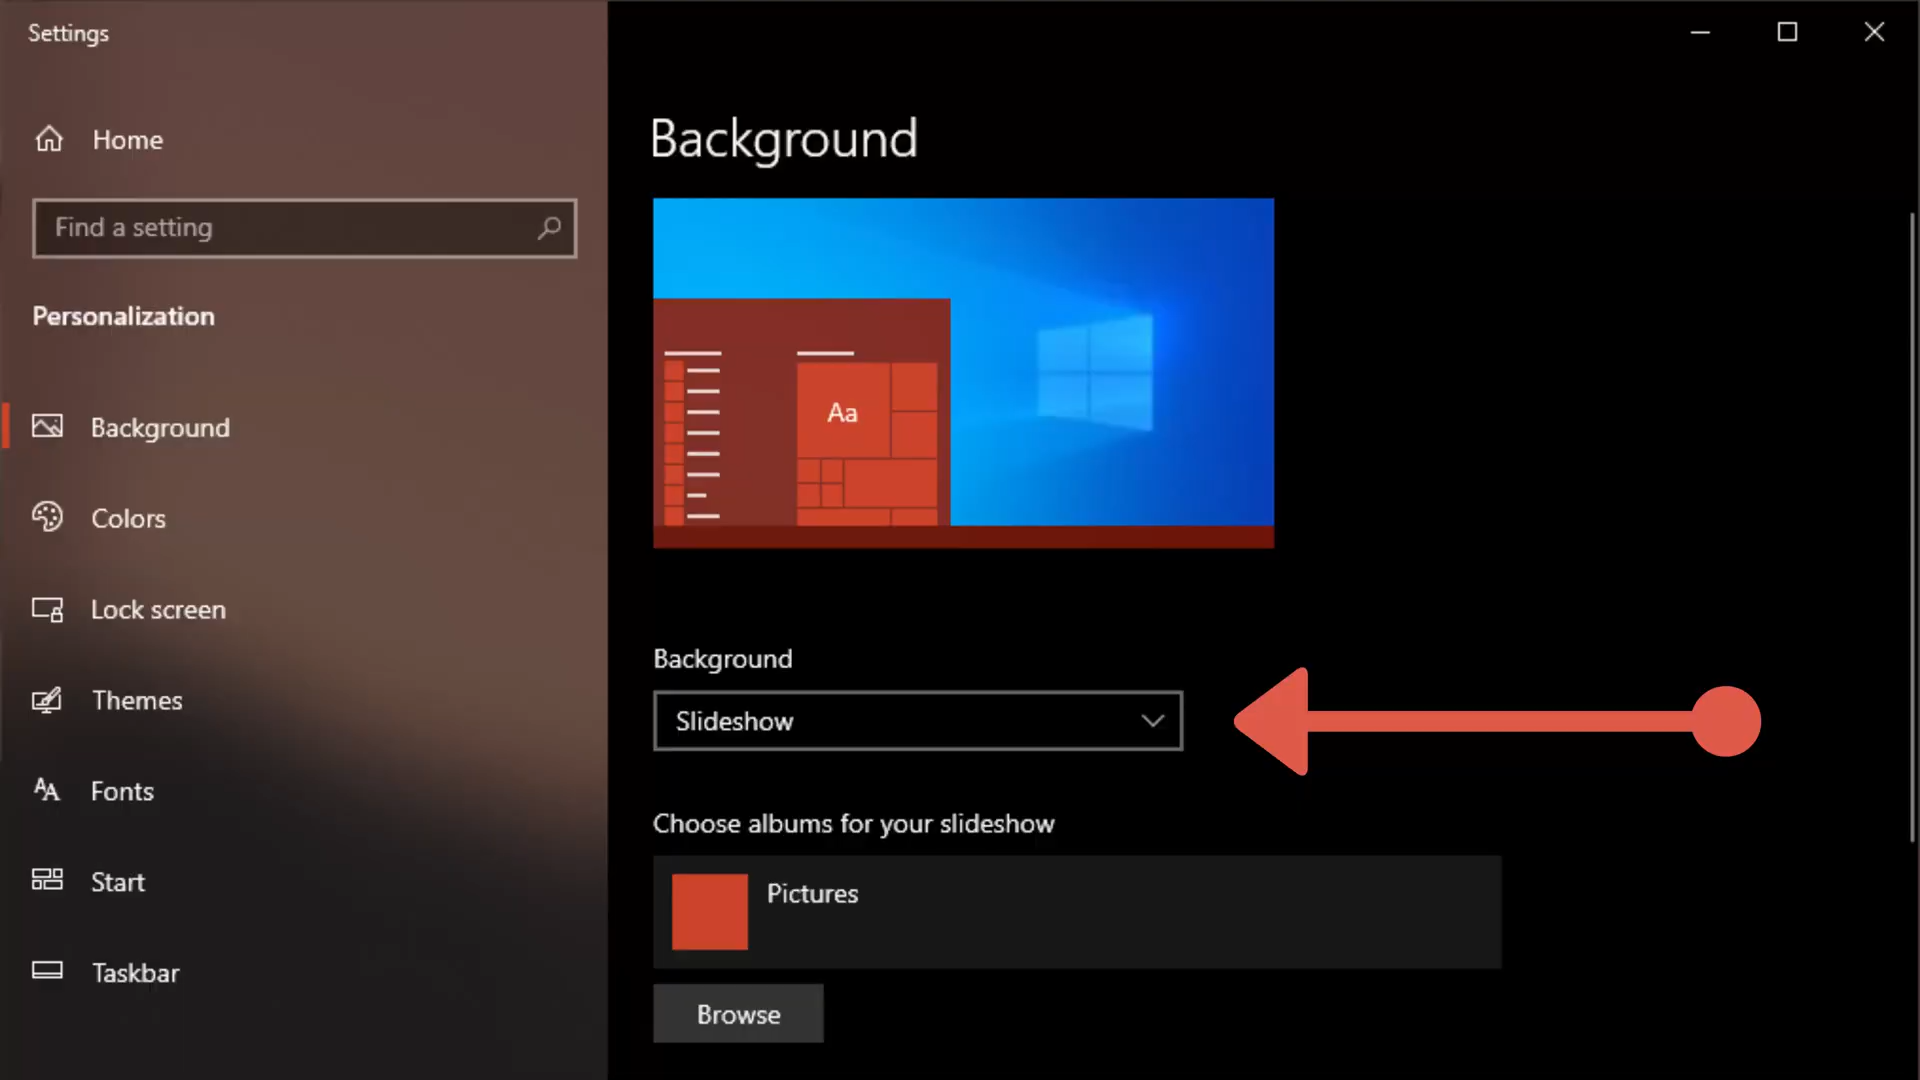 Settings
Home
Find a setting
Personalization
Background
Colors
Lock screen
Themes
Fonts
Start
Taskbar
Background
Aa
Background
Slideshow
Choose albums for your slideshow
Pictures
Browse